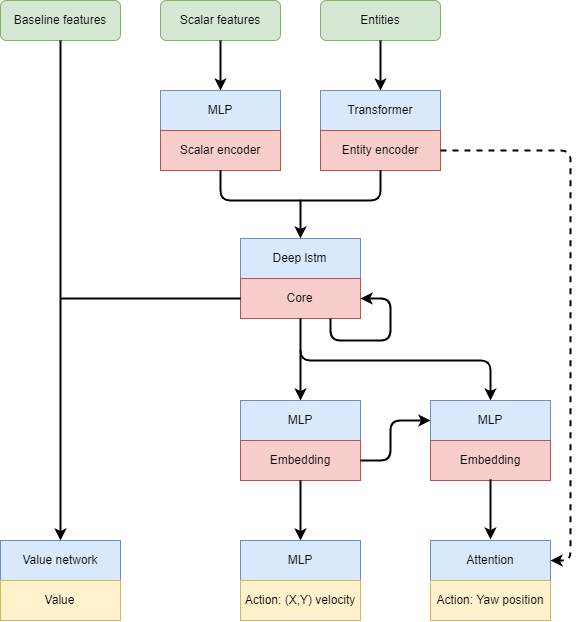 Baseline features
Scalar features
Entities
MLP
Transformer
Scalar encoder
Entity encoder
Deep lstm
Core
MLP
MLP
Embedding
Embedding
Value network
MLP
Attention
Value
Action: (X,Y) velocity
Action: Yaw position